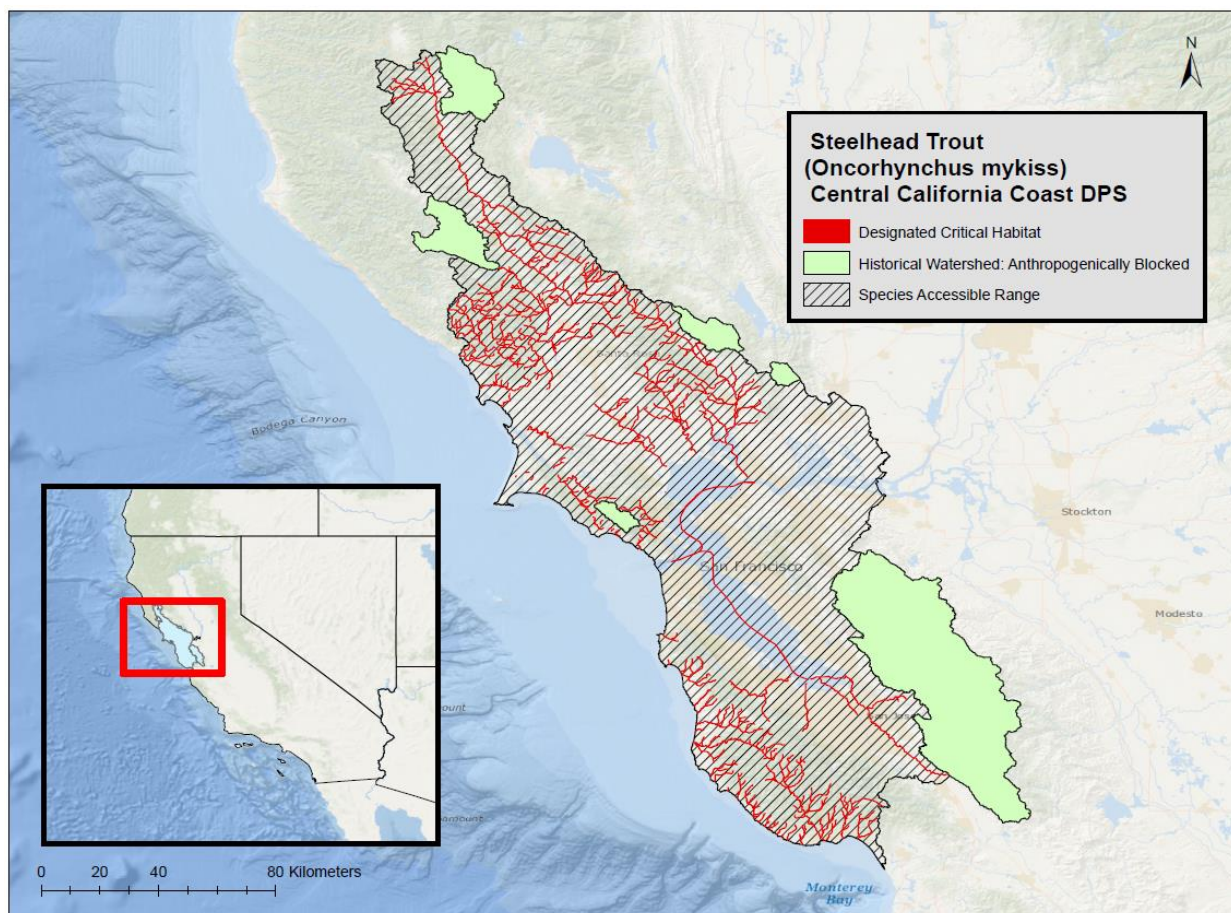 N
Steelhead Trout
(Oncorhynchus mykiss)
Central California Coast DPS
Designated Critical Habitat
Historical Watershed: Anthropogenically Blocked
Species Accessible Range
Bodega Canyon
Stockton
San Francisco
Modesto
0 20 40 80 Kilometers
Monterey
Bay